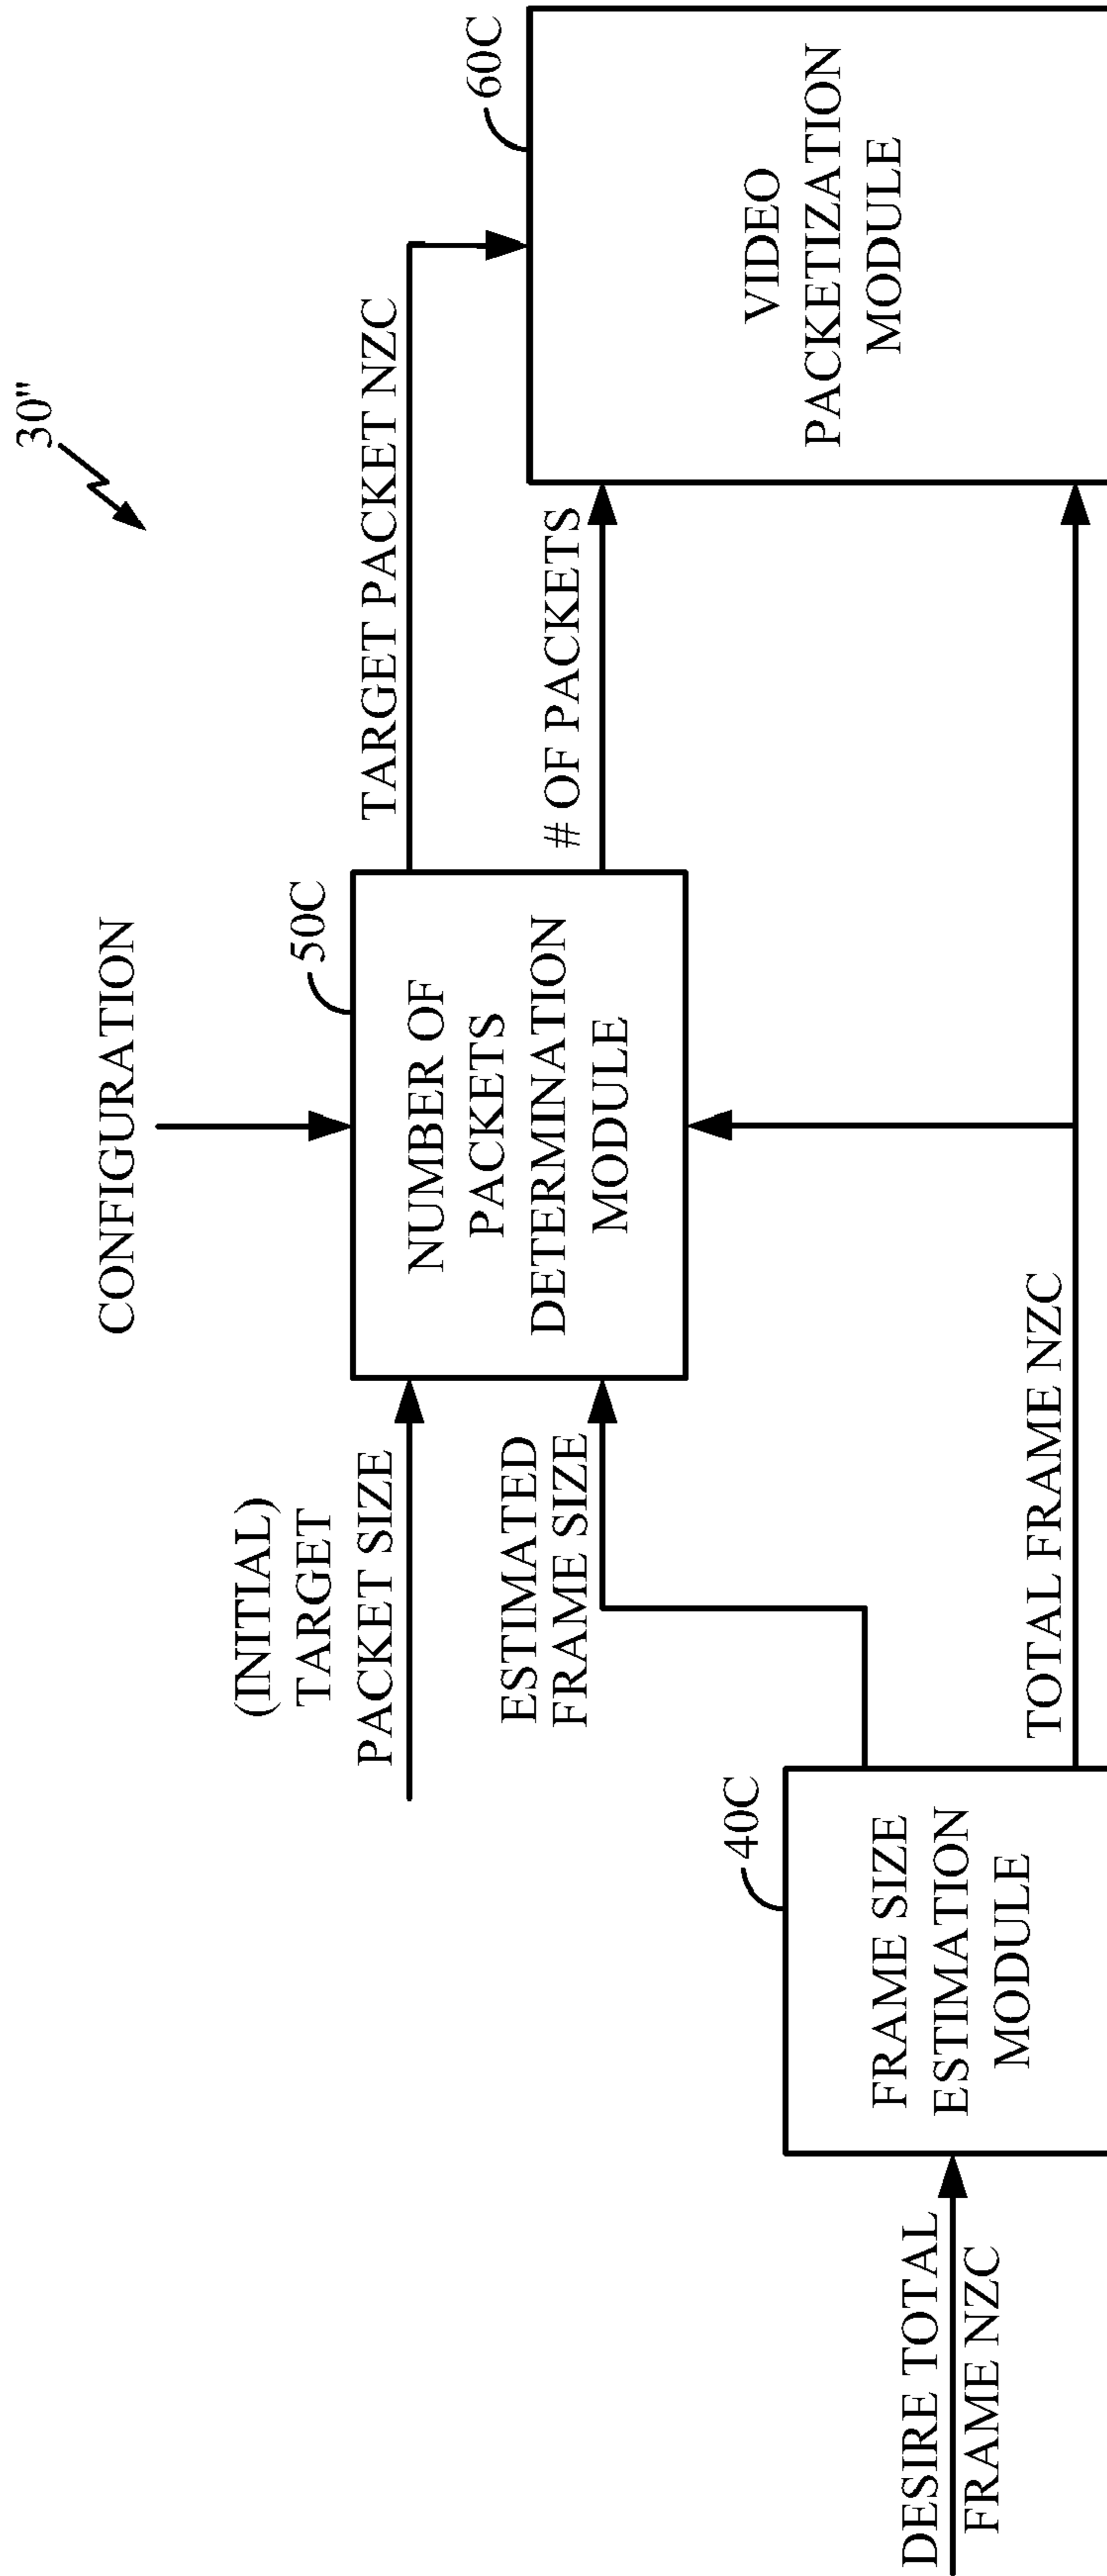 30"
CONFIGURATION
(INITIAL)
TARGET
PACKET SIZE
50C
NUMBER OF
PACKETS
DETERMINATION
MODULE
TARGET PACKET NZC
# OF PACKETS
60C
VIDEO
PACKETIZATION
MODULE
ESTIMATED
FRAME SIZE
40C
FRAME SIZE
ESTIMATION
MODULE
TOTAL FRAME NZC
DESIRE TOTAL
FRAME NZC